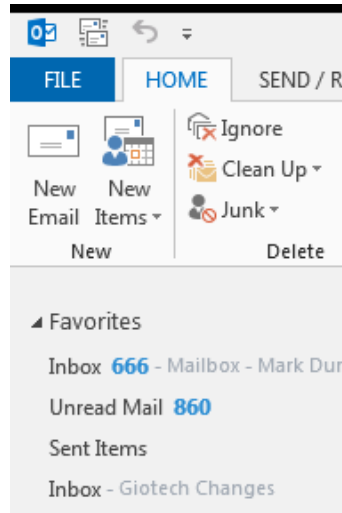 FILE HOME SEND / R
Ignore
Clean Up
Junk
New New
Email Items
New Delete
Favorites
Inbox 666 - Mailbox - Mark Dur
Unread Mail 860
Sent Items
Inbox - Giotech Changes